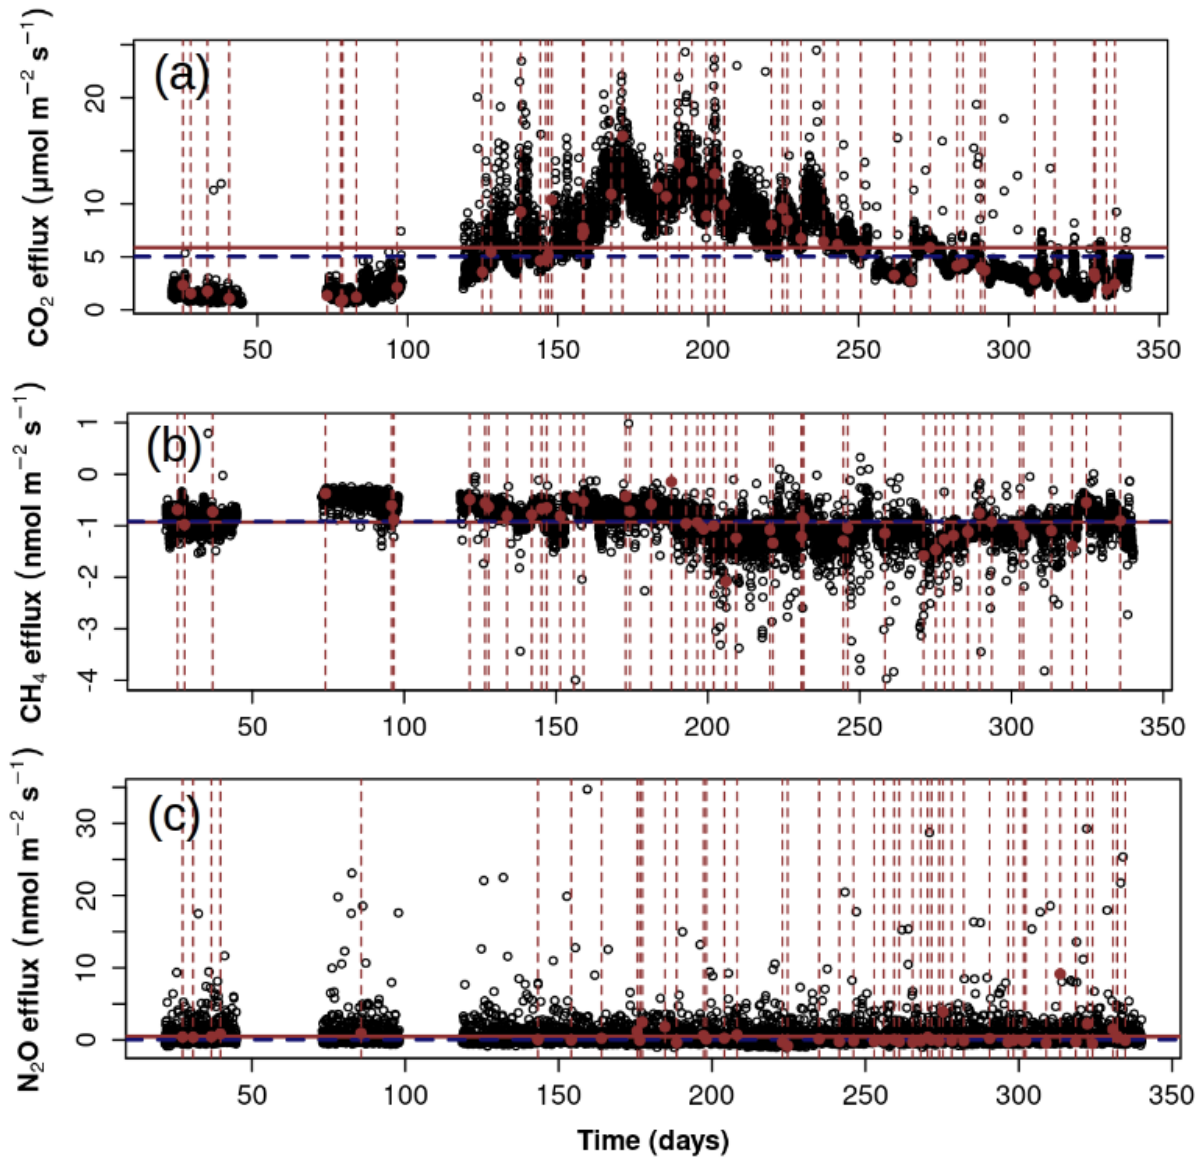 (a)
CO₂ efflux (μmol m⁻² s⁻¹)
20
10
5
0
50 100 150 200 250 300 350
(b)
CH₄ efflux (nmol m⁻² s⁻¹)
1
0
-1
-2
-3
-4
50 100 150 200 250 300 350
(c)
N₂O efflux (nmol m⁻² s⁻¹)
30
20
10
0
50 100 150 200 250 300 350
Time (days)